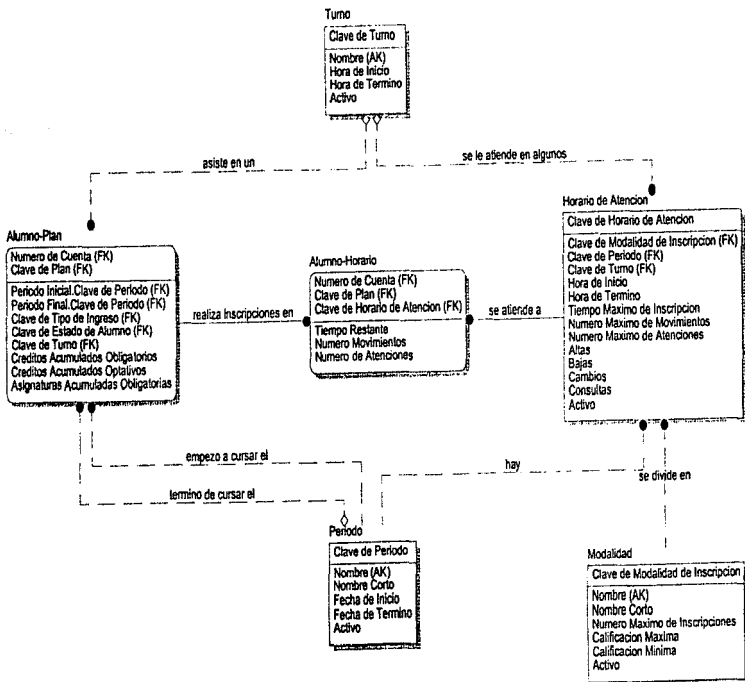 Turno
Clave de Turno
Nombre (AK)
Hora de Inicio
Hora de Termino
Activo
asiste en un
se le atiende en algunos
Alumno-Plan
Numero de Cuenta (FK)
Clave de Plan (FK)
Periodo Inicial.Clave de Periodo (FK)
Periodo Final.Clave de Periodo (FK)
Clave de Tipo de Ingreso (FK)
Clave de Estado de Alumno (FK)
Clave de Turno (FK)
Creditos Acumulados Obligatorios
Creditos Acumulados Optativos
Asignaturas Acumuladas Obligatorias
realiza Inscripciones en
Alumno-Horario
Numero de Cuenta (FK)
Clave de Plan (FK)
Clave de Horario de Atencion (FK)
Tiempo Restante
Numero Movimientos
Numero de Atenciones
se atiende a
Horario de Atencion
Clave de Horario de Atencion
Clave de Modalidad de Inscripcion (FK)
Clave de Periodo (FK)
Clave de Turno (FK)
Hora de Inicio
Hora de Termino
Tiempo Maximo de Inscripcion
Numero Maximo de Movimientos
Numero Maximo de Atenciones
Altas
Bajas
Cambios
Consultas
Activo
empezo a cursar el
termino de cursar el
hay
se divide en
Periodo
Clave de Periodo
Nombre (AK)
Nombre Corto
Fecha de Inicio
Fecha de Termino
Activo
Modalidad
Clave de Modalidad de Inscripcion
Nombre (AK)
Nombre Corto
Numero Maximo de Inscripciones
Calificacion Maxima
Calificacion Minima
Activo